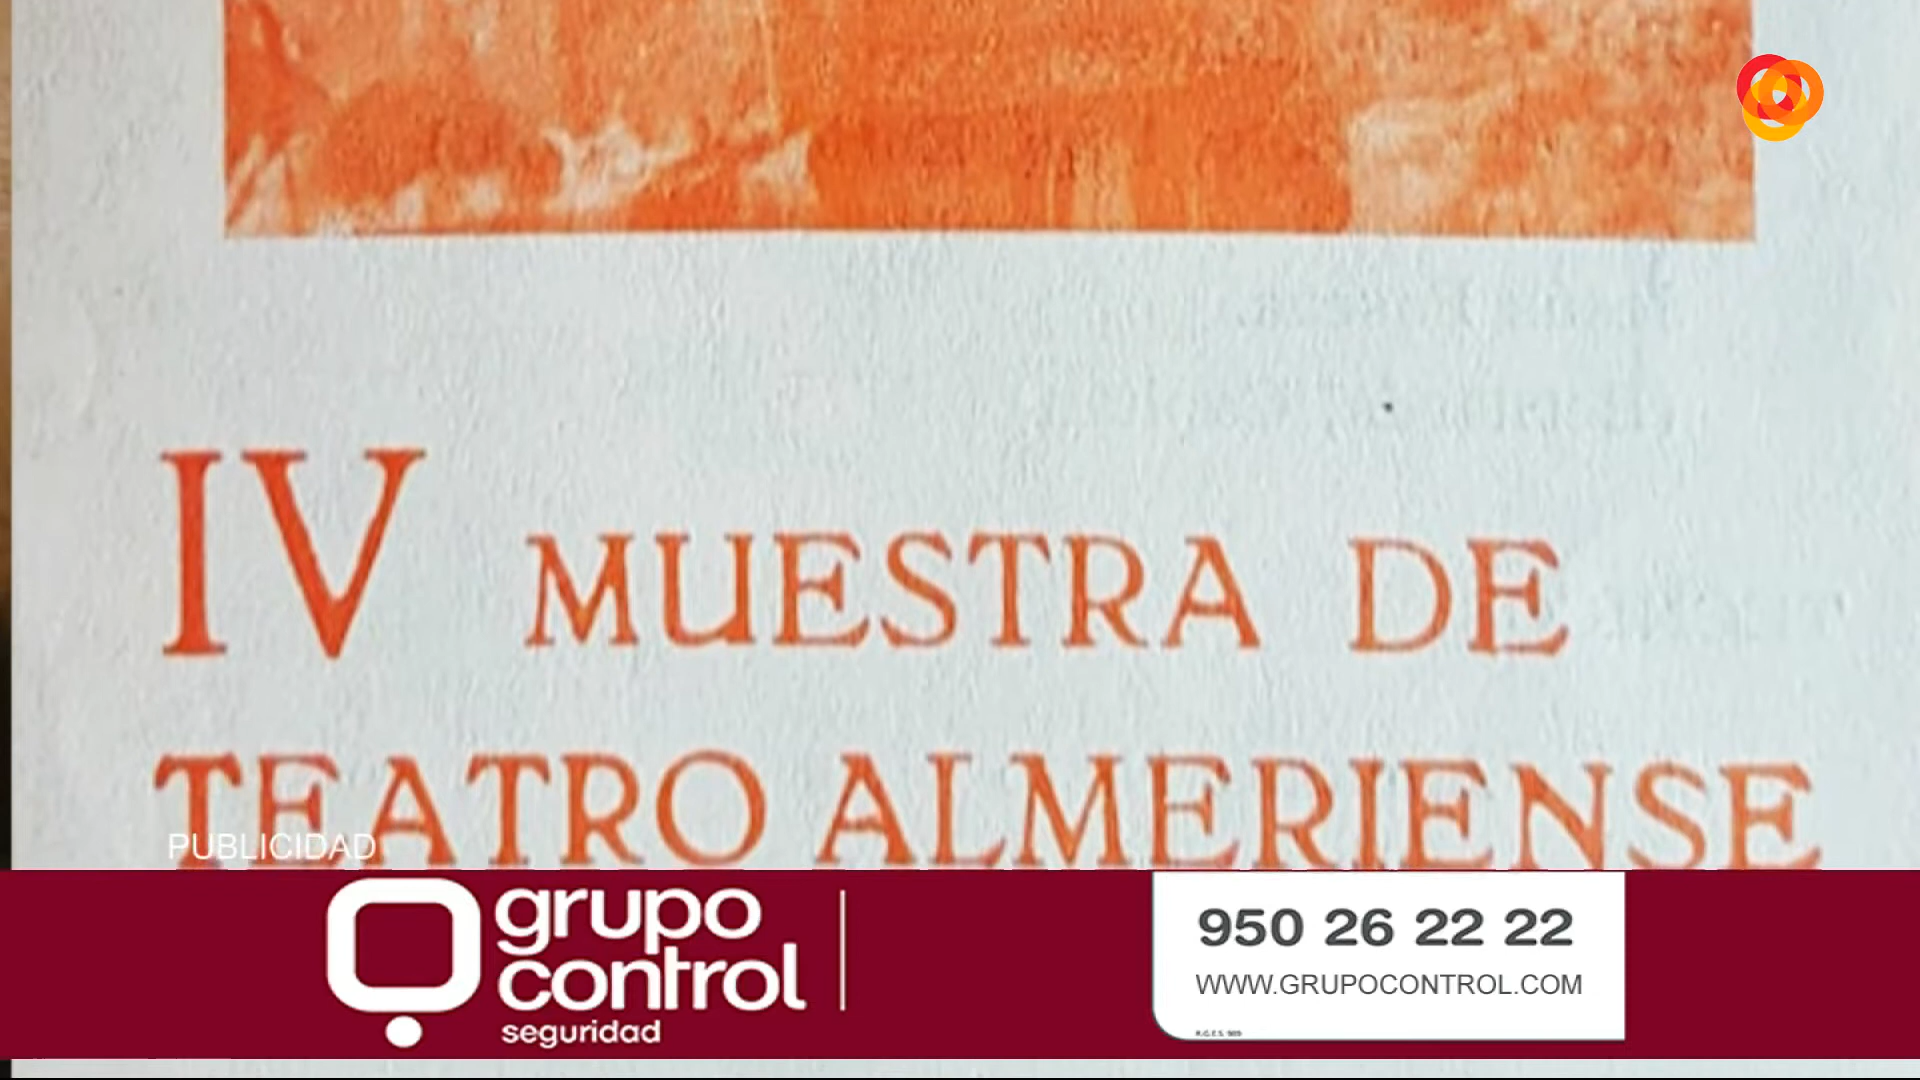 IV MUESTRA DE
TEATRO ALMERIENSE
PUBLICIDAD
grupo
control
seguridad
950 26 22 22
WWW.GRUPOCONTROL.COM